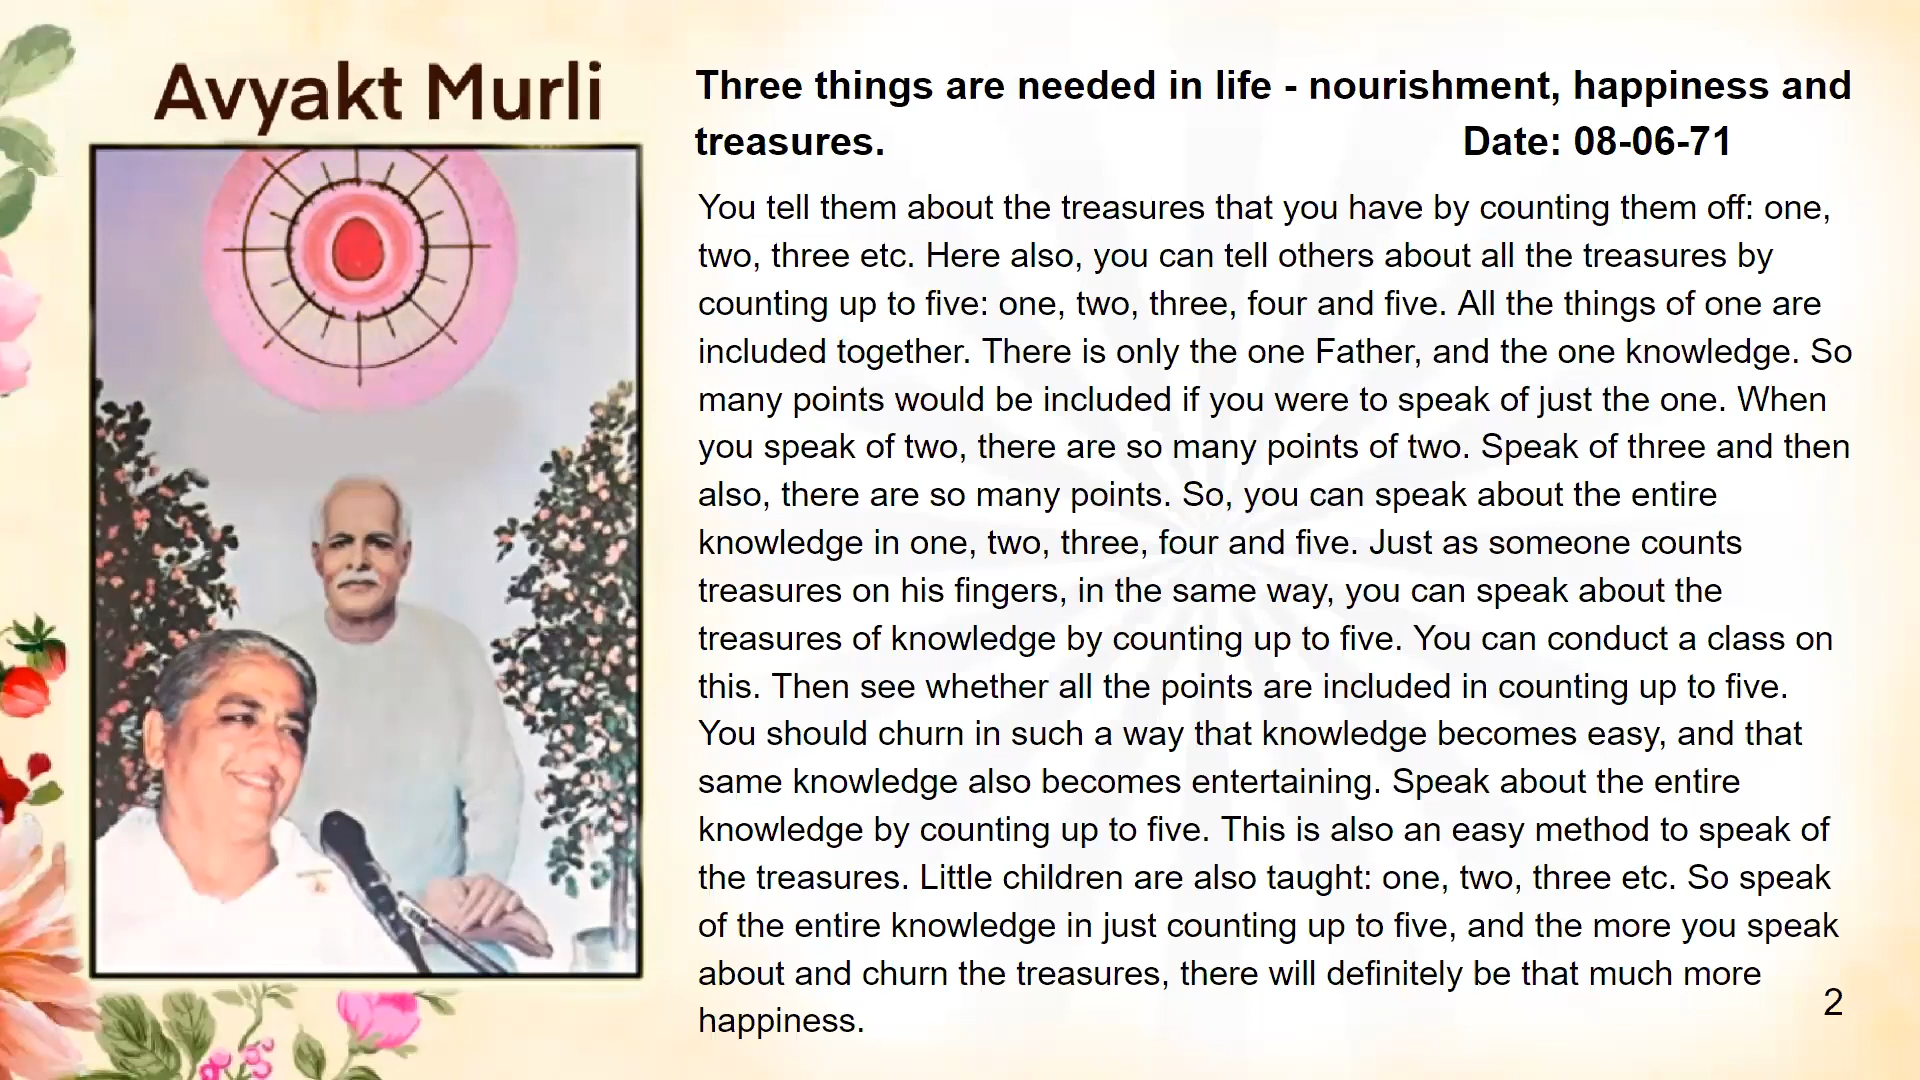 Avyakt Murli
Three things are needed in life - nourishment, happiness and
treasures. Date: 08-06-71
You tell them about the treasures that you have by counting them off: one,
two, three etc. Here also, you can tell others about all the treasures by
counting up to five: one, two, three, four and five. All the things of one are
included together. There is only the one Father, and the one knowledge. So
many points would be included if you were to speak of just the one. When
you speak of two, there are so many points of two. Speak of three and then
also, there are so many points. So, you can speak about the entire
knowledge in one, two, three, four and five. Just as someone counts
treasures on his fingers, in the same way, you can speak about the
treasures of knowledge by counting up to five. You can conduct a class on
this. Then see whether all the points are included in counting up to five.
You should churn in such a way that knowledge becomes easy, and that
same knowledge also becomes entertaining. Speak about the entire
knowledge by counting up to five. This is also an easy method to speak of
the treasures. Little children are also taught: one, two, three etc. So speak
of the entire knowledge in just counting up to five, and the more you speak
about and churn the treasures, there will definitely be that much more
happiness.
2